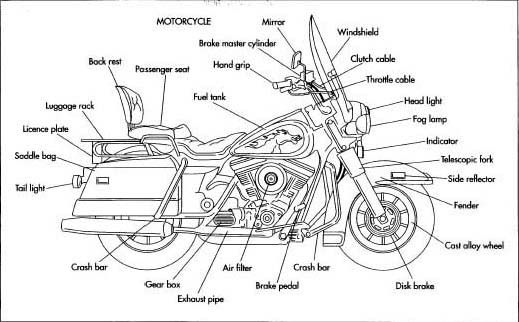 MOTORCYCLE
Mirror
Windshield
Brake master cylinder
Clutch cable
Back rest
Passenger seat
Hand grip
Throttle cable
Fuel tank
Head light
Luggage rack
Fog lamp
Licence plate
Indicator
Saddle bag
Telescopic fork
Tail light
Side reflector
Fender
Cast alloy wheel
Crash bar
Gear box
Air filter
Crash bar
Exhaust pipe
Brake pedal
Disk brake